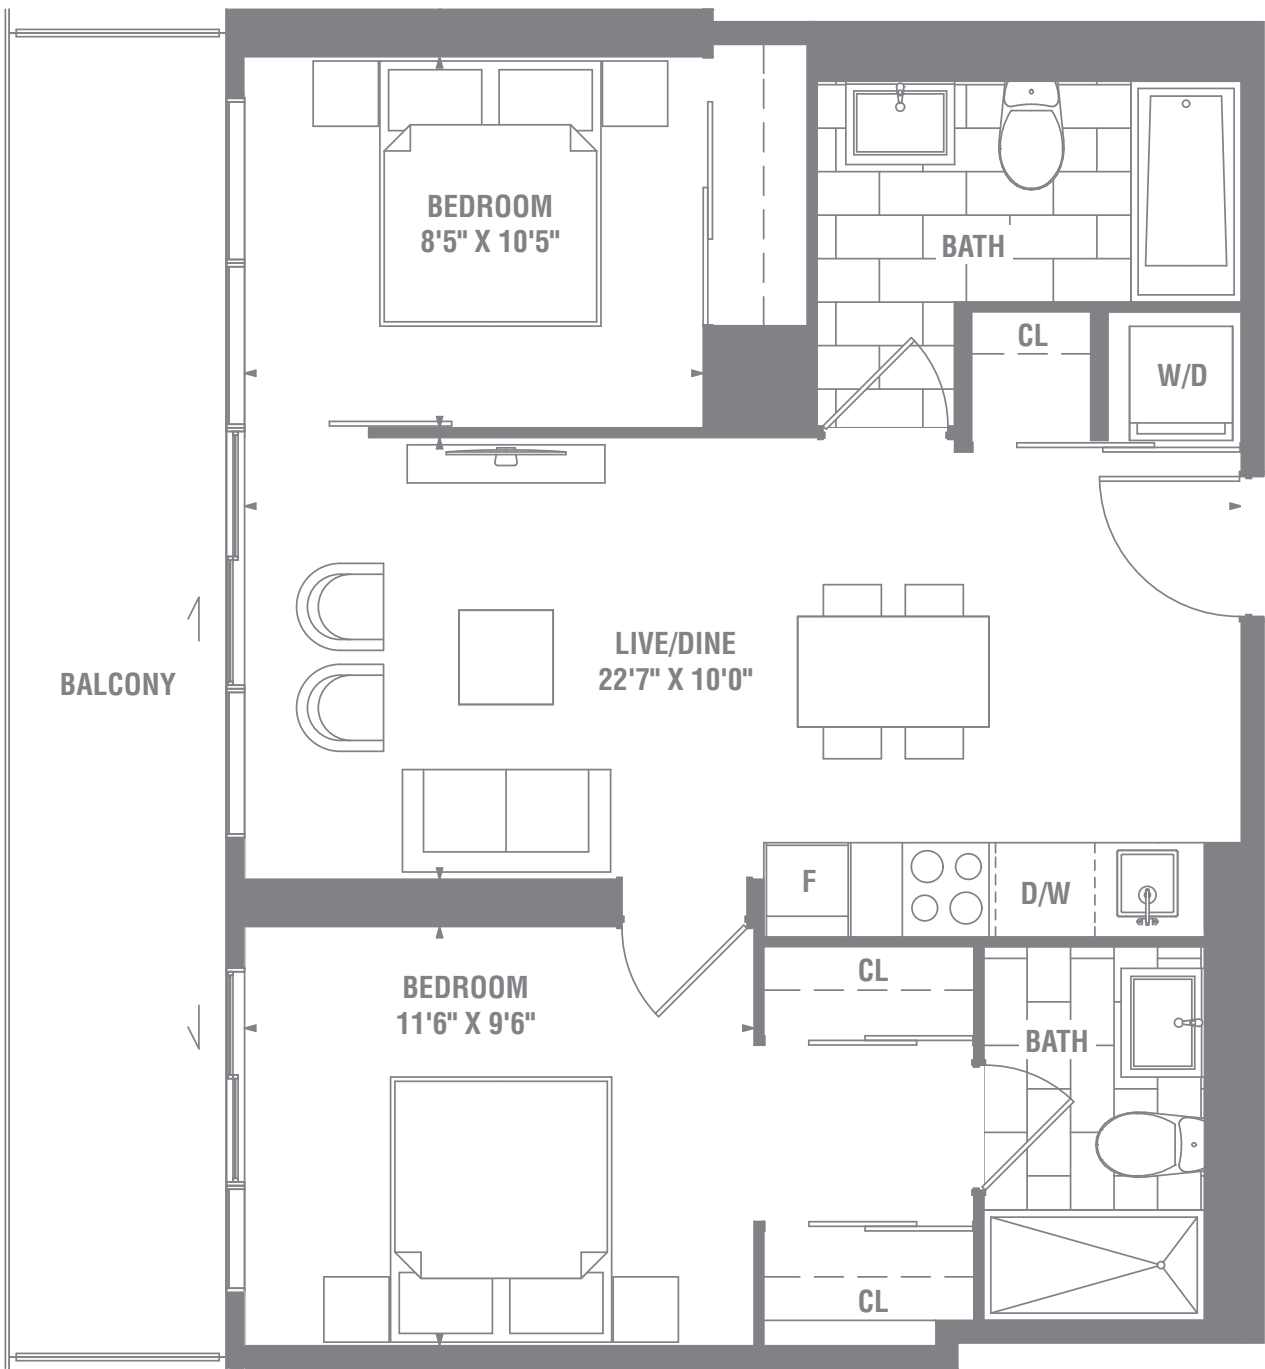 BEDROOM
8'5" X 10'5"
BATH
CL
W/D
LIVE/DINE
22'7" X 10'0"
BALCONY
F
D/W
CL
BEDROOM
11'6" X 9'6"
BATH
CL